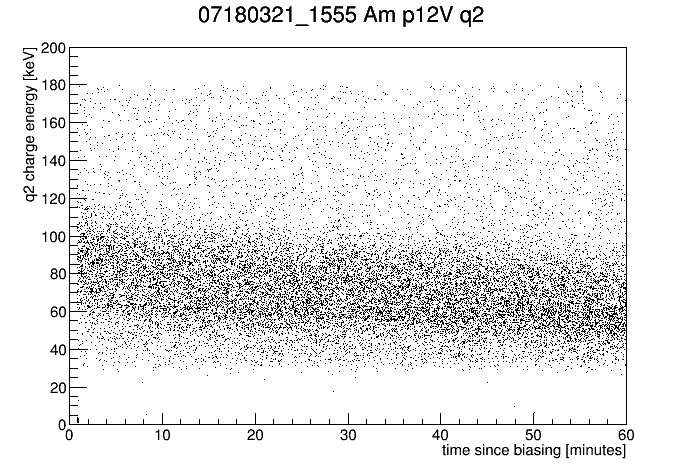 07180321_1555 Am p12V q2
q2 charge energy [keV]
200
180
160
140
120
100
80
60
40
20
0
0 10 20 30 40 50 60
time since biasing [minutes]